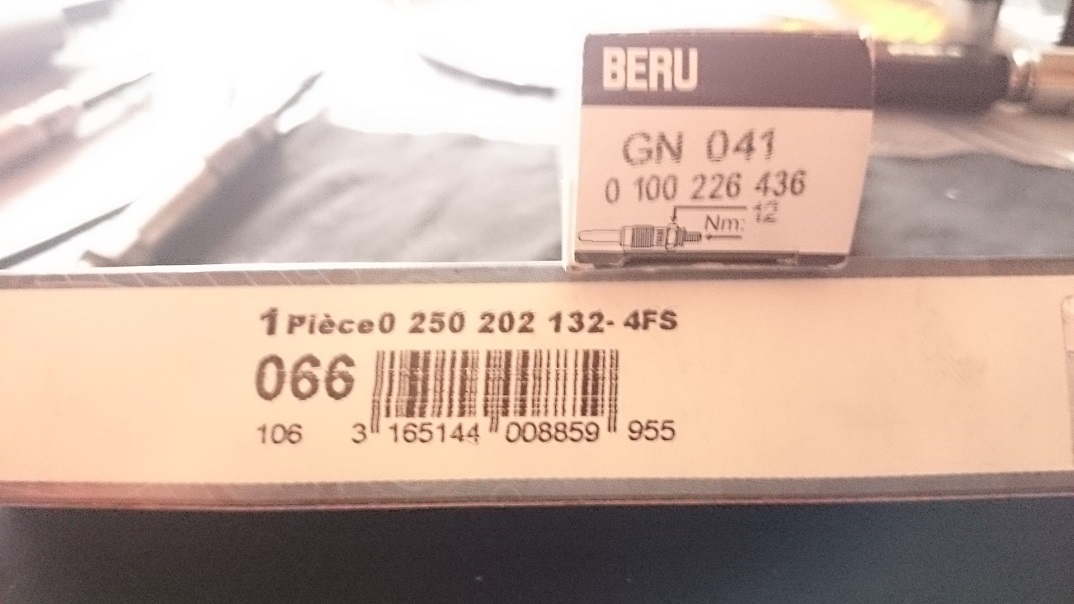 BERU
GN 041
0 100 226 436
12
Nm:
1 Pièce0 250 202 132- 4FS
066
106 3 165144 008859 955